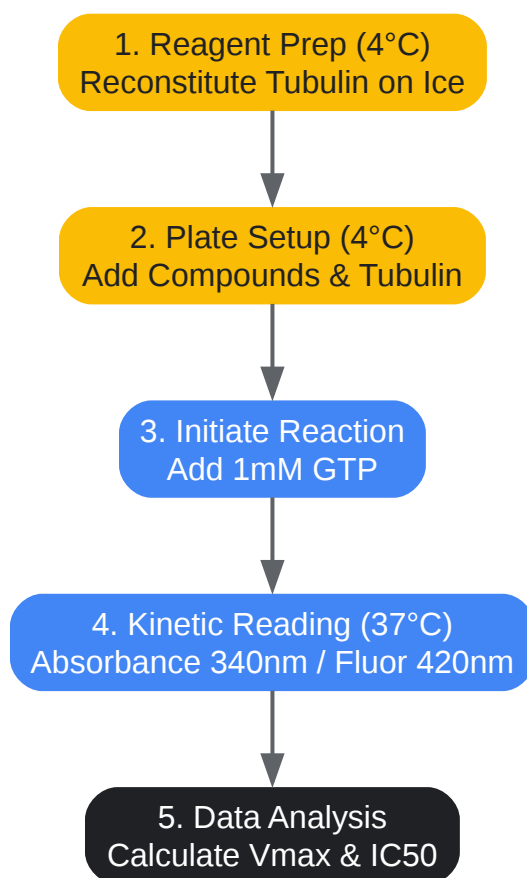 1. Reagent Prep (4°C)
Reconstitute Tubulin on Ice
2. Plate Setup (4°C)
Add Compounds & Tubulin
3. Initiate Reaction
Add 1mM GTP
4. Kinetic Reading (37°C)
Absorbance 340nm / Fluor 420nm
5. Data Analysis
Calculate Vmax & IC50